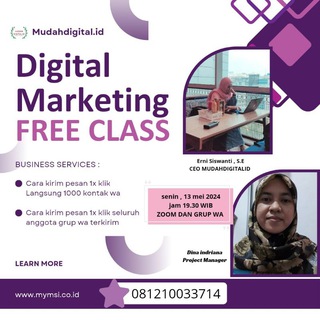 Mudahdigital.id
Digital
Marketing
FREE CLASS
BUSINESS SERVICES :
Cara kirim pesan 1x klik
Langsung 1000 kontak wa
Cara kirim pesan 1x klik seluruh
anggota grup wa terkirim
Erni Siswanti , S.E
CEO MUDAHDIGITALID
senin , 13 mei 2024
jam 19.30 WIB
ZOOM DAN GRUP WA
Dina indriana
Project Manager
LEARN MORE
www.mymsi.co.id
081210033714